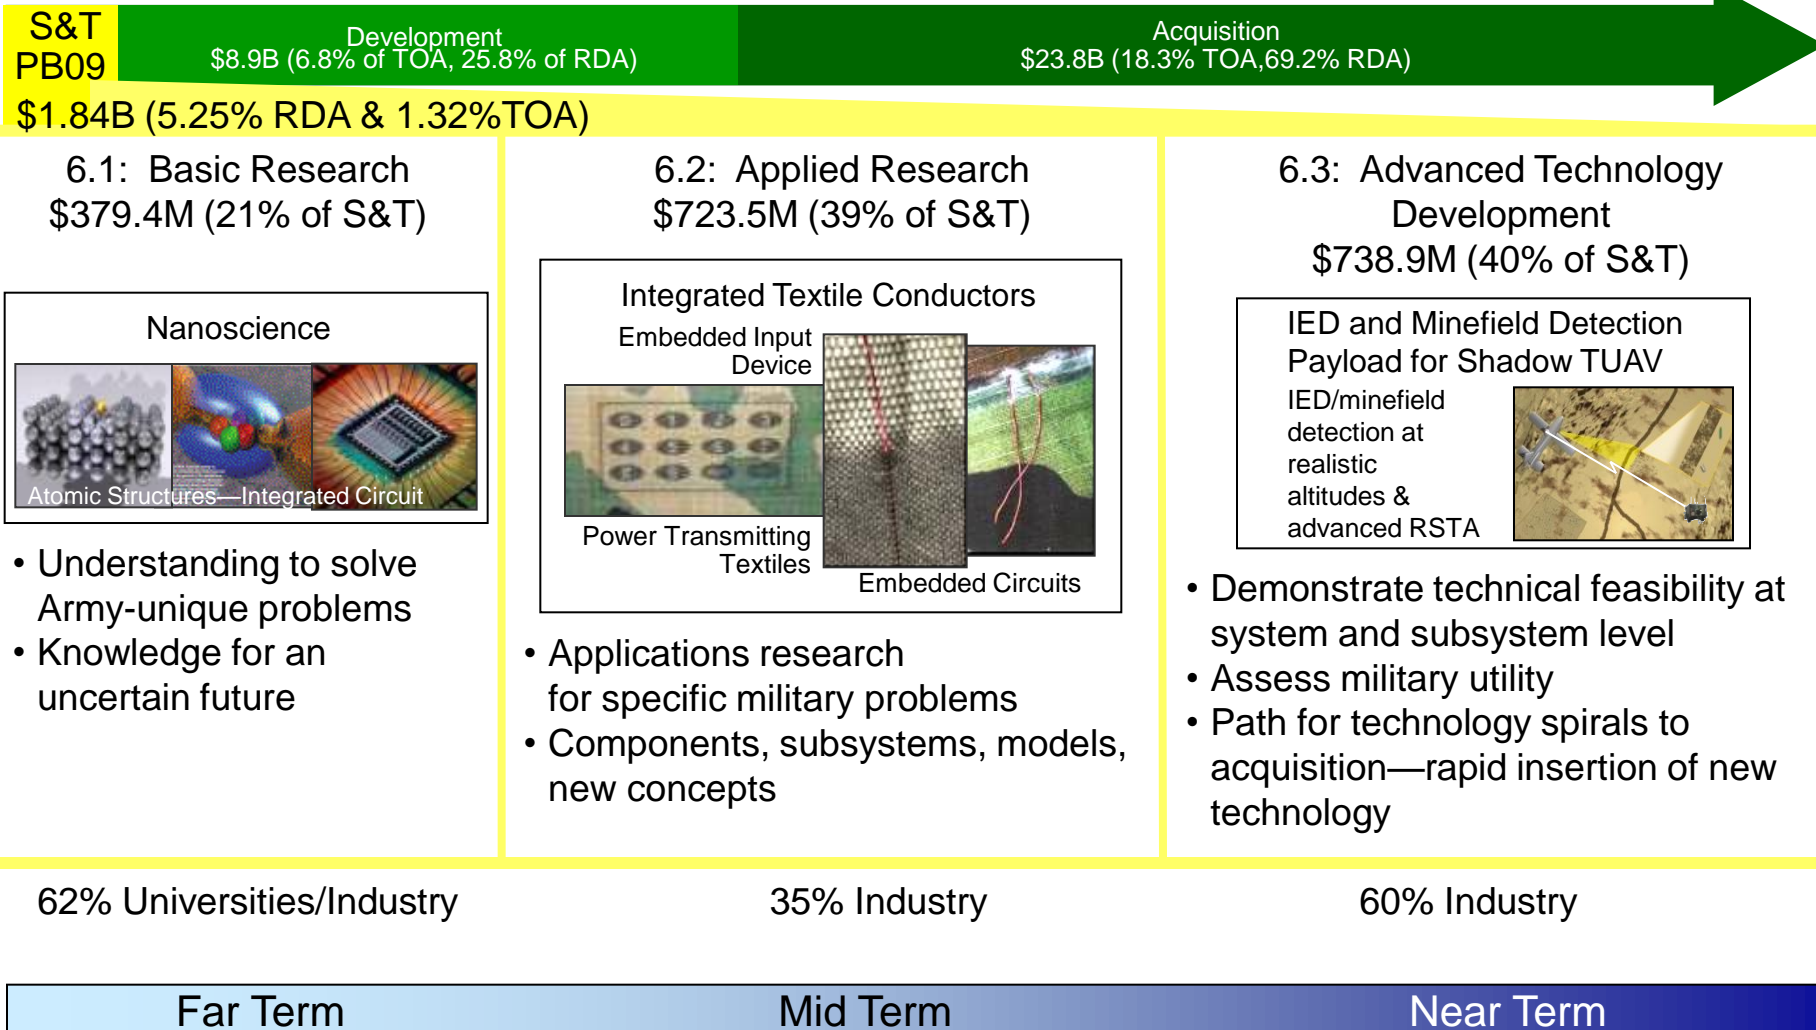 S&T
PB09
Development
$8.9B (6.8% of TOA, 25.8% of RDA)
Acquisition
$23.8B (18.3% TOA,69.2% RDA)
$1.84B (5.25% RDA & 1.32%TOA)
6.1:  Basic Research
$379.4M (21% of S&T)
Nanoscience
Atomic Structures—Integrated Circuit
• Understanding to solve
Army-unique problems
• Knowledge for an
uncertain future
6.2:  Applied Research
$723.5M (39% of S&T)
Integrated Textile Conductors
Embedded Input
Device
Power Transmitting
Textiles
Embedded Circuits
• Applications research
for specific military problems
• Components, subsystems, models,
new concepts
6.3:  Advanced Technology
Development
$738.9M (40% of S&T)
IED and Minefield Detection
Payload for Shadow TUAV
IED/minefield
detection at
realistic
altitudes &
advanced RSTA
• Demonstrate technical feasibility at
system and subsystem level
• Assess military utility
• Path for technology spirals to
acquisition—rapid insertion of new
technology
62% Universities/Industry
35% Industry
60% Industry
Far Term
Mid Term
Near Term